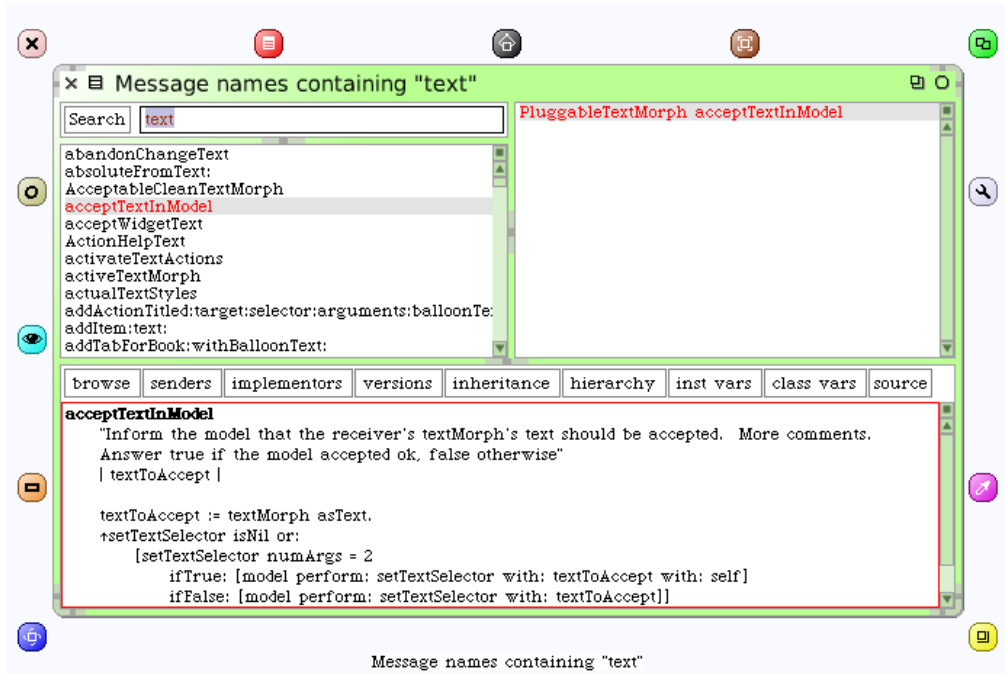 Message names containing "text"
Search text
abandonChangeText
absoluteFromText:
AcceptableCleanTextMorph
acceptTextInModel
acceptWidgetText
ActionHelpText
activateTextActions
activeTextMorph
actualTextStyles
addActionTitled:target:selector:arguments:balloonTe:
addItem:text:
addTabForBook:withBalloonText:
PluggableTextMorph acceptTextInModel
browse senders implementors versions inheritance hierarchy inst vars class vars source
acceptTextInModel
"Inform the model that the receiver's textMorph's text should be accepted.  More comments.
Answer true if the model accepted ok, false otherwise"
| textToAccept |
textToAccept := textMorph asText.
↑setTextSelector isNil or:
[setTextSelector numArgs = 2
ifTrue: [model perform: setTextSelector with: textToAccept with: self]
ifFalse: [model perform: setTextSelector with: textToAccept]]
Message names containing "text"